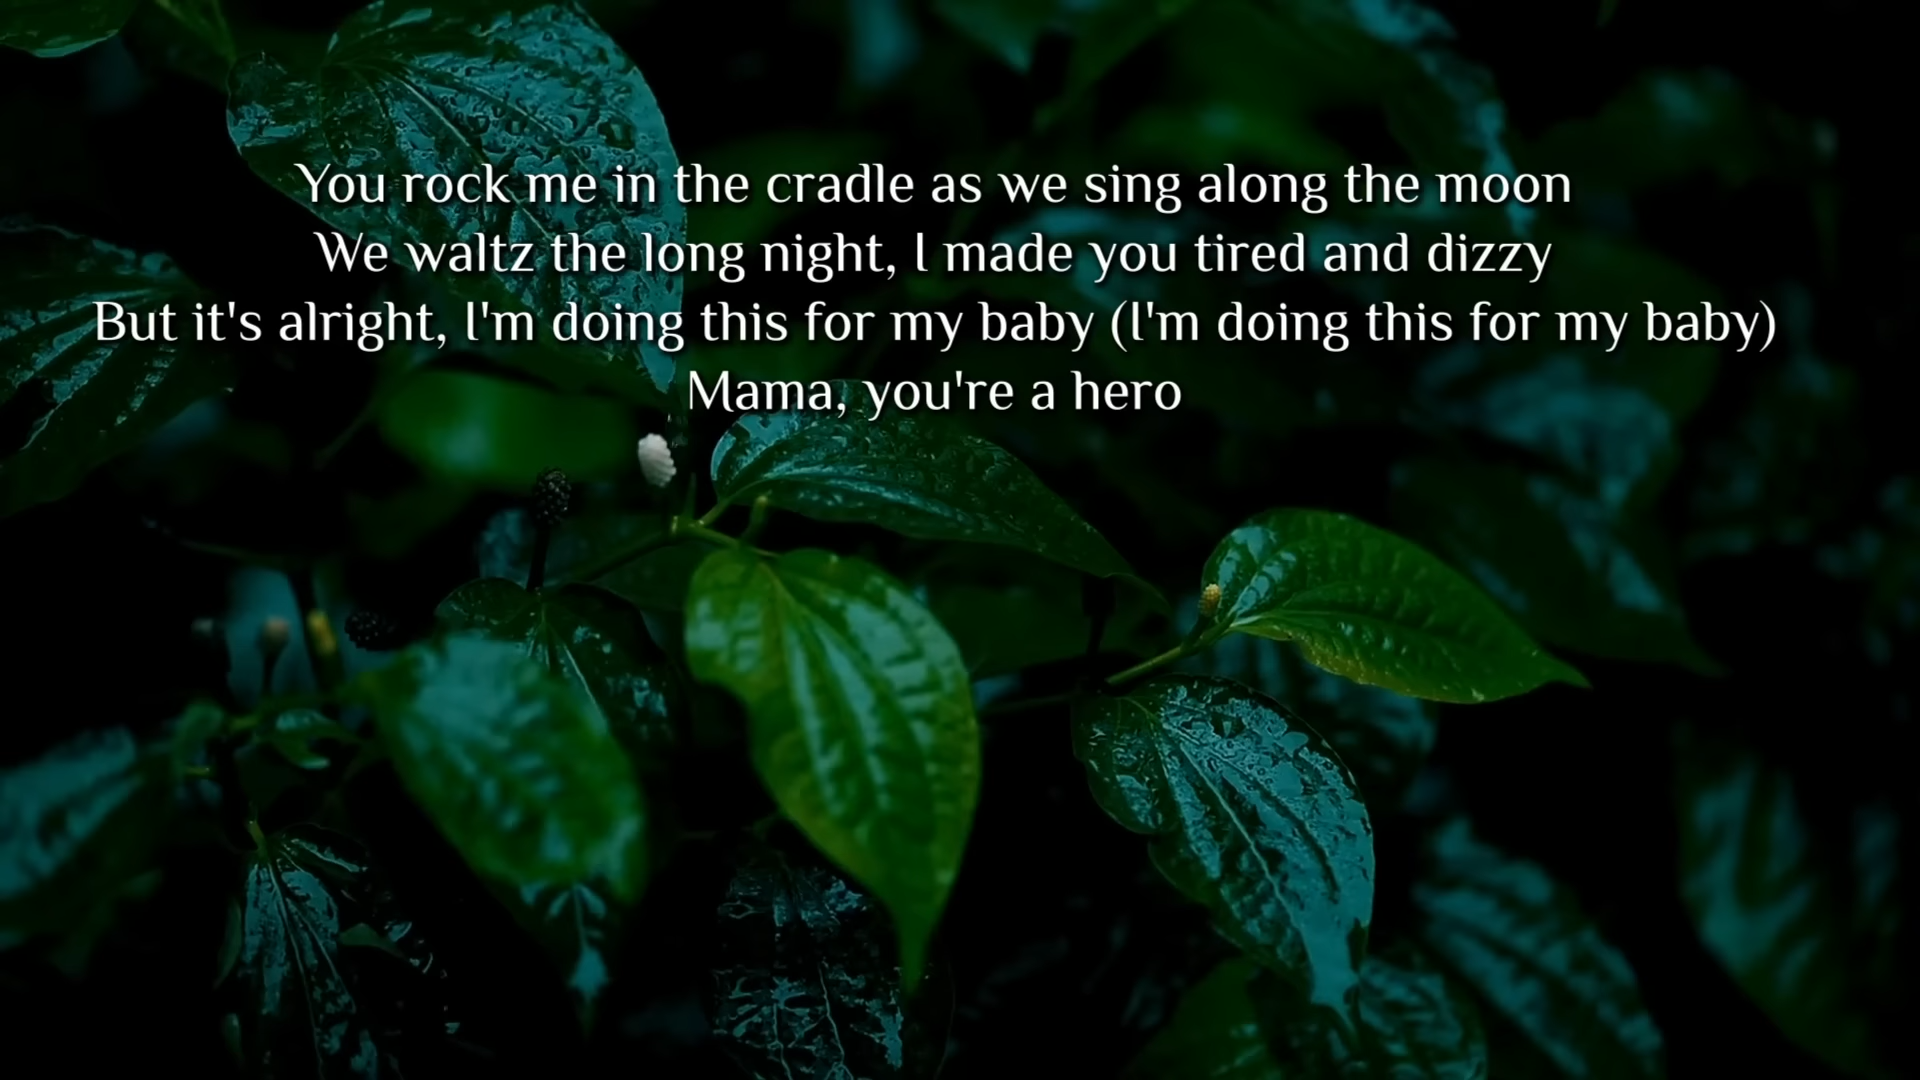 You rock me in the cradle as we sing along the moon
We waltz the long night, I made you tired and dizzy
But it's alright, I'm doing this for my baby (I'm doing this for my baby)
Mama, you're a hero